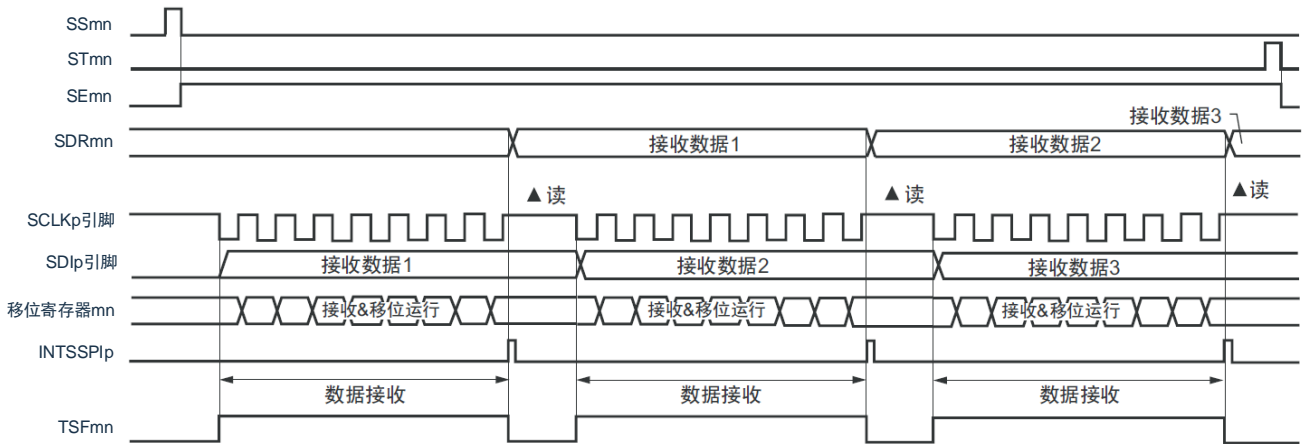 SSmn
STmn
SEmn
接收数据3
SDRmn 接收数据1 接收数据2
▲读 ▲读 ▲读
SCLKp引脚
SDIp引脚 接收数据1 接收数据2 接收数据3
移位寄存器mn 接收&移位运行 接收&移位运行 接收&移位运行
INTSSPIp
数据接收 数据接收 数据接收
TSFmn